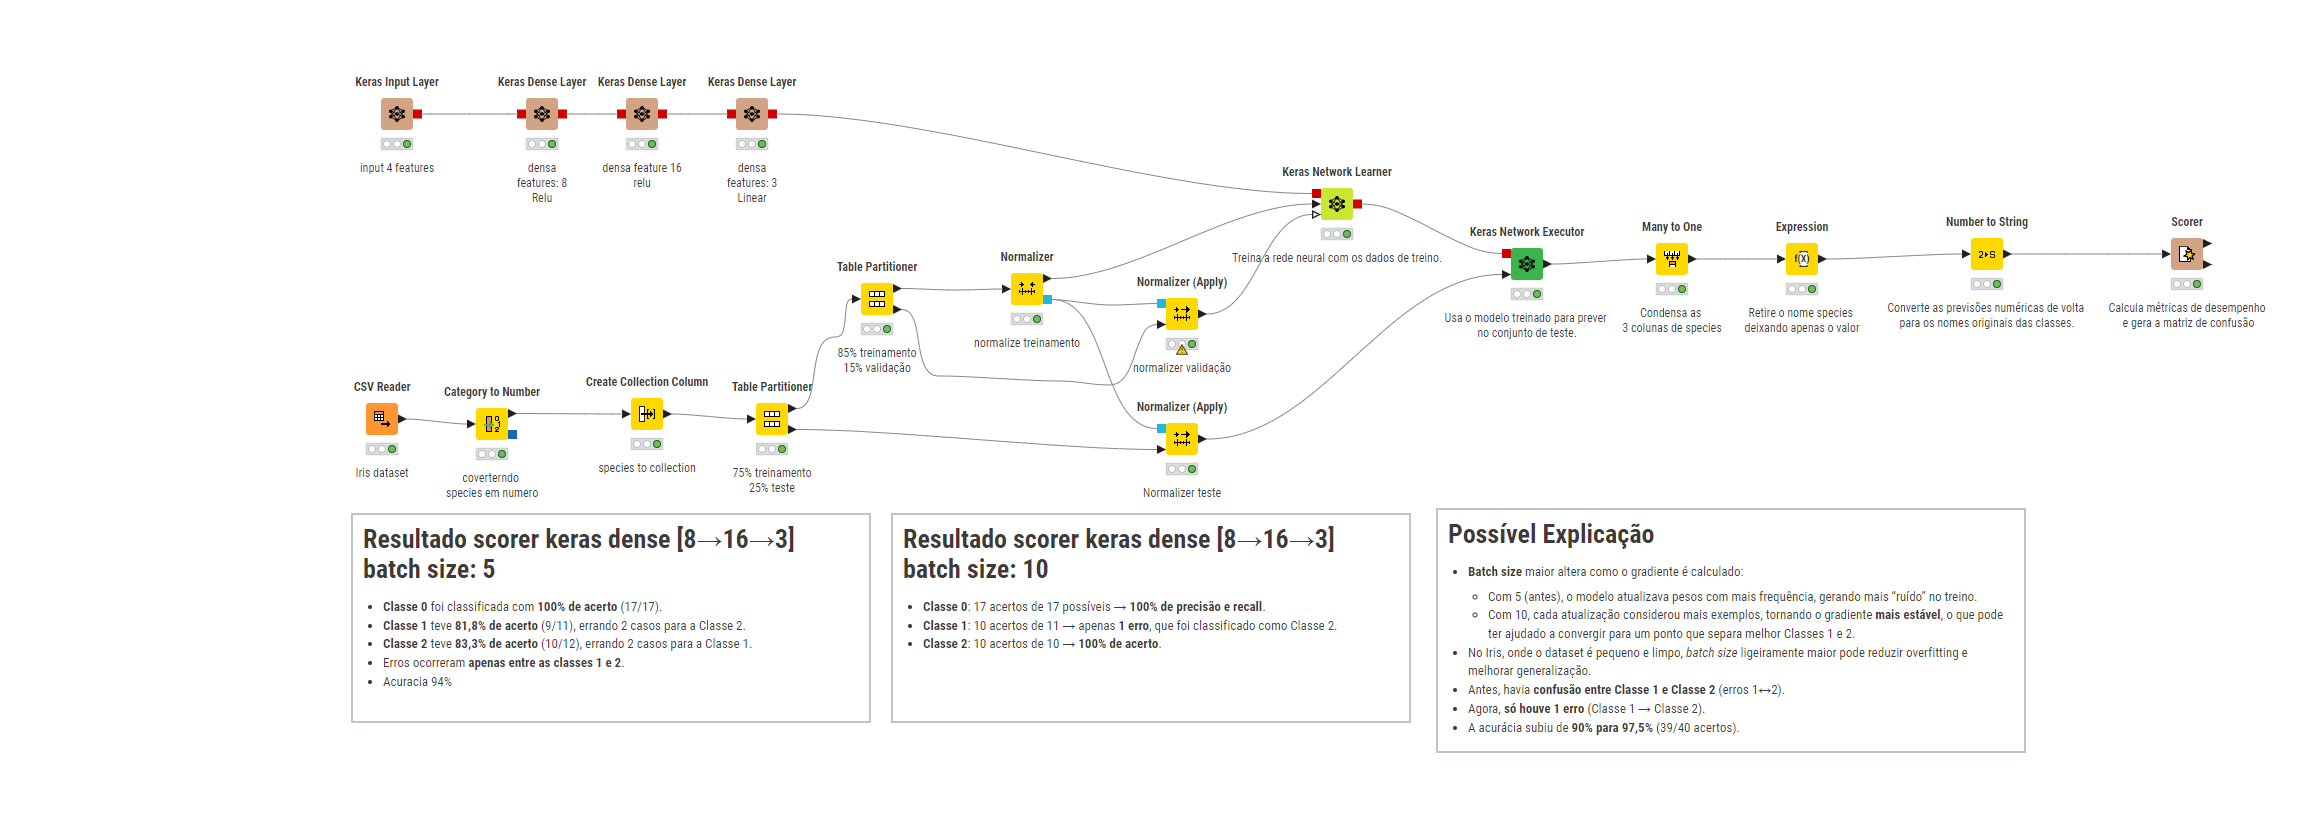 Keras Input Layer
input 4 features
Keras Dense Layer
densa
features: 8
Relu
Keras Dense Layer
densa feature 16
relu
Keras Dense Layer
densa
features: 3
Linear
Keras Network Learner
Treina a rede neural com os dados de treino.
Keras Network Executor
Usa o modelo treinado para prever
no conjunto de teste.
Many to One
Condensa as
3 colunas de species
Expression
f(X)
Retire o nome species
deixando apenas o valor
Number to String
2▸S
Converte as previsões numéricas de volta
para os nomes originais das classes.
Scorer
Calcula métricas de desempenho
e gera a matriz de confusão
Table Partitioner
85% treinamento
15% validação
Normalizer
normalize treinamento
Normalizer (Apply)
normalizer validação
CSV Reader
Iris dataset
Category to Number
coverterndo
species em numero
Create Collection Column
species to collection
Table Partitioner
75% treinamento
25% teste
Normalizer (Apply)
Normalizer teste
Resultado scorer keras dense [8→16→3]
batch size: 5
• Classe 0 foi classificada com 100% de acerto (17/17).
• Classe 1 teve 81,8% de acerto (9/11), errando 2 casos para a Classe 2.
• Classe 2 teve 83,3% de acerto (10/12), errando 2 casos para a Classe 1.
• Erros ocorreram apenas entre as classes 1 e 2.
• Acuracia 94%
Resultado scorer keras dense [8→16→3]
batch size: 10
• Classe 0: 17 acertos de 17 possíveis → 100% de precisão e recall.
• Classe 1: 10 acertos de 11 → apenas 1 erro, que foi classificado como Classe 2.
• Classe 2: 10 acertos de 10 → 100% de acerto.
Possível Explicação
• Batch size maior altera como o gradiente é calculado:
◦ Com 5 (antes), o modelo atualizava pesos com mais frequência, gerando mais “ruído” no treino.
◦ Com 10, cada atualização considerou mais exemplos, tornando o gradiente mais estável, o que pode
ter ajudado a convergir para um ponto que separa melhor Classes 1 e 2.
• No Iris, onde o dataset é pequeno e limpo, batch size ligeiramente maior pode reduzir overfitting e
melhorar generalização.
• Antes, havia confusão entre Classe 1 e Classe 2 (erros 1↔2).
• Agora, só houve 1 erro (Classe 1 → Classe 2).
• A acurácia subiu de 90% para 97,5% (39/40 acertos).